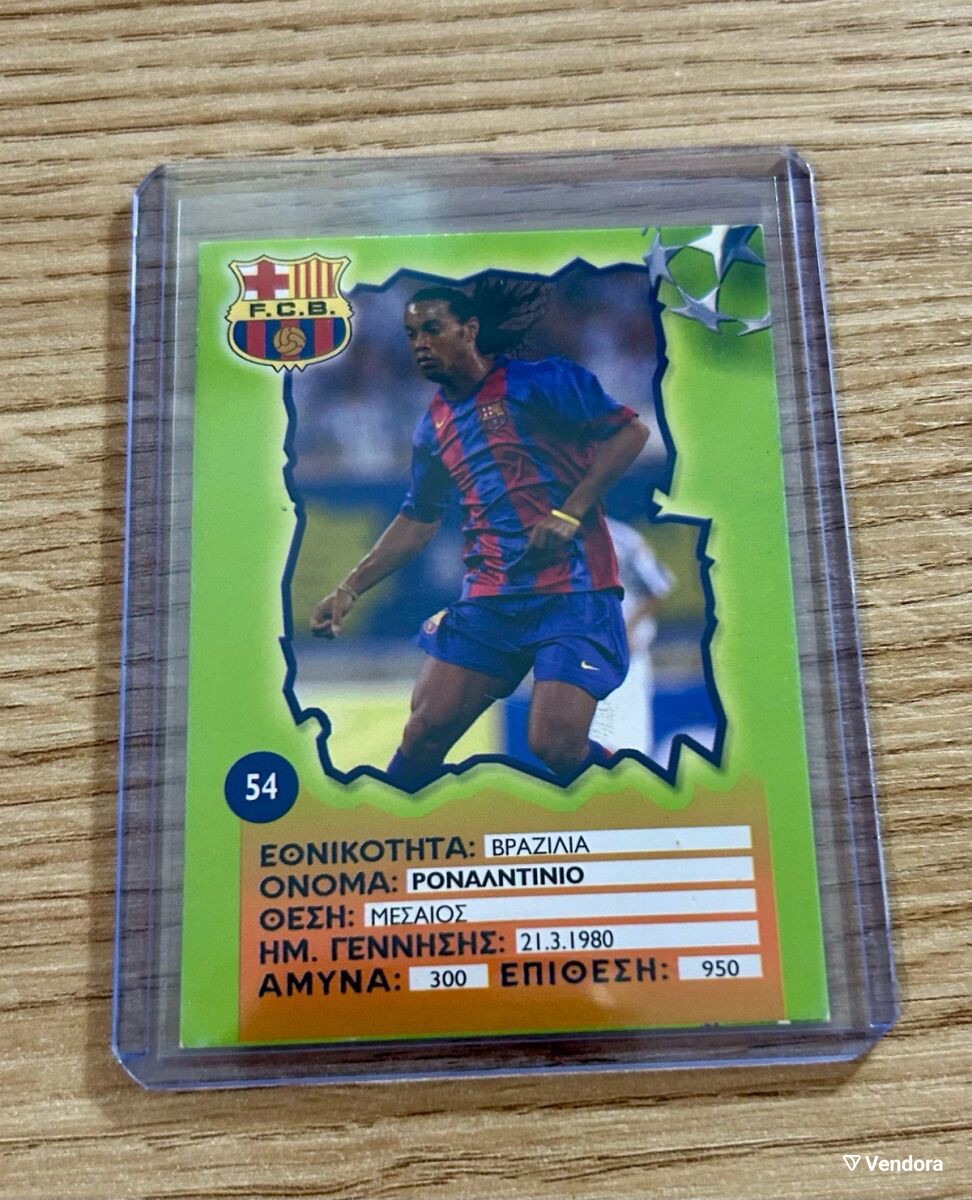 F.C.B.
54
ΕΘΝΙΚΟΤΗΤΑ: ΒΡΑΖΙΛΙΑ
ΟΝΟΜΑ: ΡΟΝΑΛΝΤΙΝΙΟ
ΘΕΣΗ: ΜΕΣΑΙΟΣ
ΗΜ. ΓΕΝΝΗΣΗΣ: 21.3.1980
ΑΜΥΝΑ: 300 ΕΠΙΘΕΣΗ: 950
Vendora